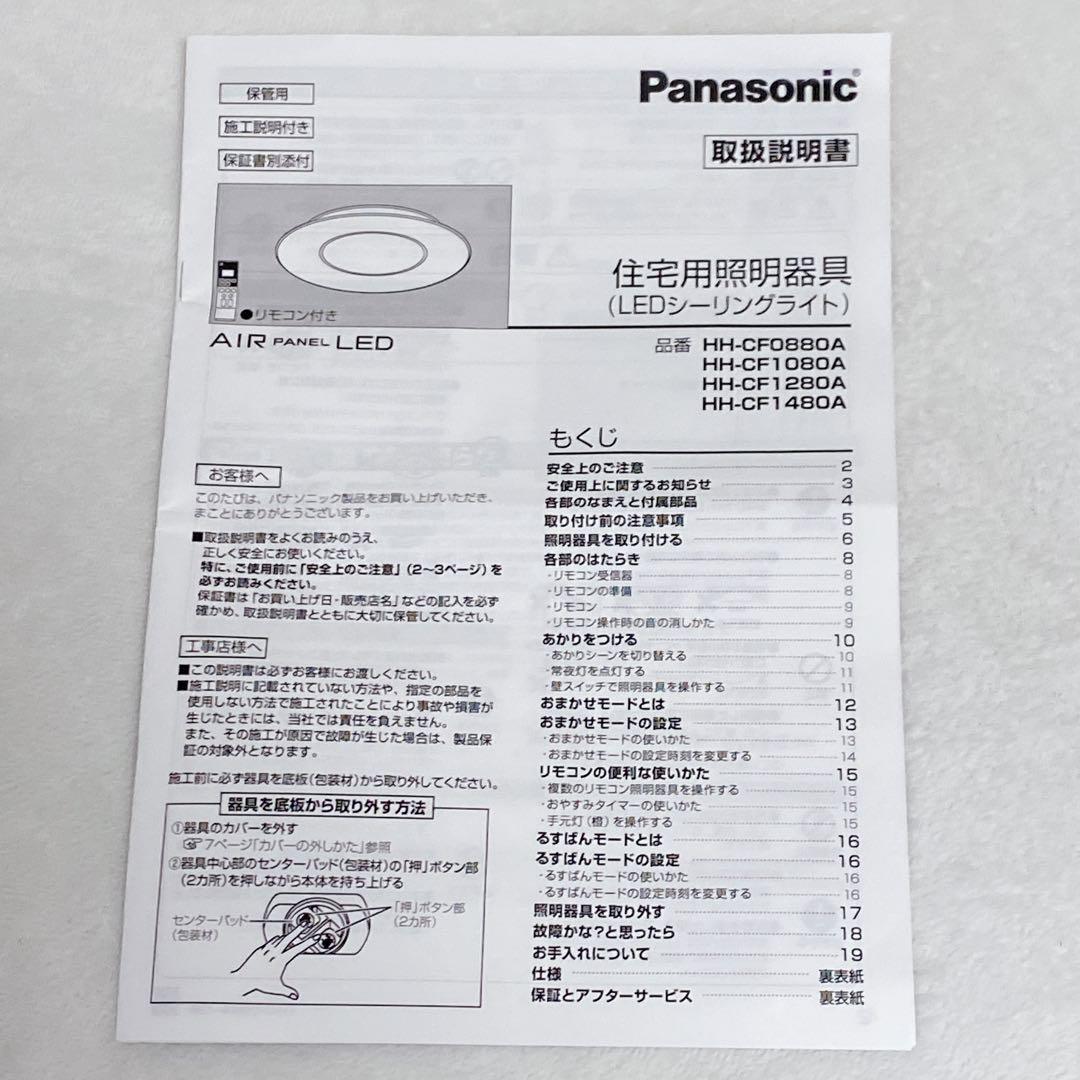 保管用
施工説明付き
保証書別添付
Panasonic®
取扱説明書
●リモコン付き
AIR PANEL LED
住宅用照明器具
(LEDシーリングライト)
品番 HH-CF0880A
HH-CF1080A
HH-CF1280A
HH-CF1480A
お客様へ
このたびは、パナソニック製品をお買い上げいただき、
まことにありがとうございます。
■取扱説明書をよくお読みのうえ、
正しく安全にお使いください。
特に、ご使用前に「安全上のご注意」(2〜3ページ)を
必ずお読みください。
保証書は「お買い上げ日・販売店名」などの記入を必ず
確かめ、取扱説明書とともに大切に保管してください。
工事店様へ
■この説明書は必ずお客様にお渡しください。
■施工説明に記載されていない方法や、指定の部品を
使用しない方法で施工されたことにより事故や損害が
生じたときには、当社では責任を負えません。
また、その施工が原因で故障が生じた場合は、製品保
証の対象外となります。
施工前に必ず器具を底板(包装材)から取り外してください。
器具を底板から取り外す方法
①器具のカバーを外す
☞7ページ「カバーの外しかた」参照
②器具中心部のセンターパッド(包装材)の「押」ボタン部
(2カ所)を押しながら本体を持ち上げる
センターパッド
(包装材)
「押」ボタン部
(2カ所)
もくじ
安全上のご注意 2
ご使用上に関するお知らせ 3
各部のなまえと付属部品 4
取り付け前の注意事項 5
照明器具を取り付ける 6
各部のはたらき 8
・リモコン受信器 8
・リモコンの準備 8
・リモコン 9
・リモコン操作時の音の消しかた 9
あかりをつける 10
・あかりシーンを切り替える 10
・常夜灯を点灯する 11
・壁スイッチで照明器具を操作する 11
おまかせモードとは 12
おまかせモードの設定 13
・おまかせモードの使いかた 13
・おまかせモードの設定時刻を変更する 14
リモコンの便利な使いかた 15
・複数のリモコン照明器具を操作する 15
・おやすみタイマーの使いかた 15
・手元灯(橙)を操作する 15
るすばんモードとは 16
るすばんモードの設定 16
・るすばんモードの使いかた 16
・るすばんモードの設定時刻を変更する 16
照明器具を取り外す 17
故障かな?と思ったら 18
お手入れについて 19
仕様 裏表紙
保証とアフターサービス 裏表紙